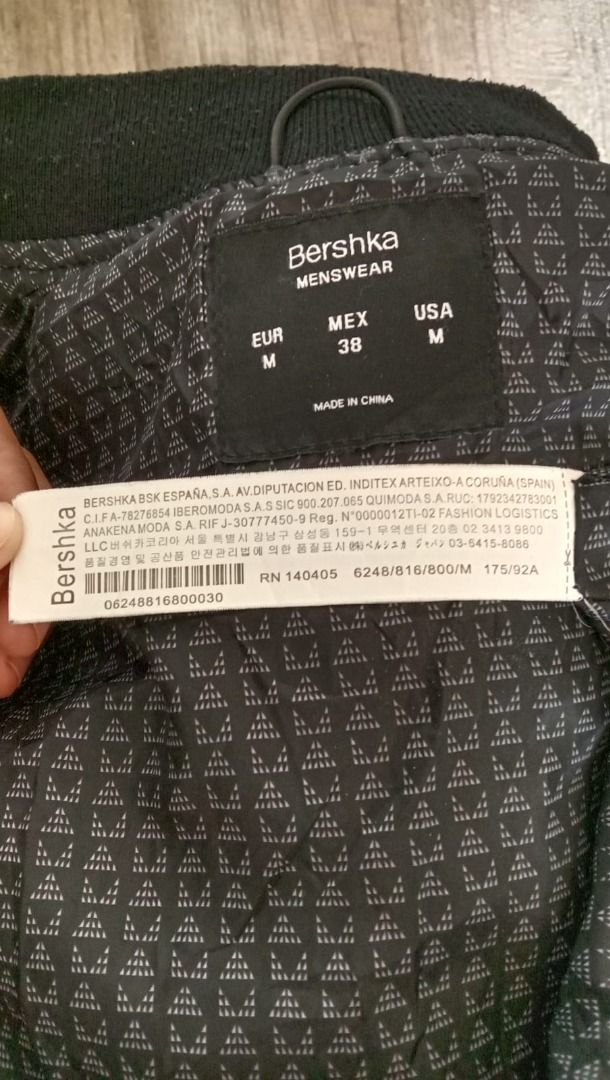 Bershka
MENSWEAR
EUR MEX USA
M 38 M
MADE IN CHINA
Bershka
BERSHKA BSK ESPAÑA, S.A. AV. DIPUTACION ED. INDITEX ARTEIXO-A CORUÑA (SPAIN)
C.I.F A-78276854 IBEROMODA S.A.S SIC 900.207.065 QUIMODA S.A. RUC: 1792342783001
ANAKENA MODA S.A. RIF J-30777450-9 Reg. N°0000012TI-02 FASHION LOGISTICS
LLC 버쉬카코리아 서울 특별시 강남구 삼성동 159-1 무역센터 20층 02 3413 9800
품질경영 및 공산품 안전관리법에 의한 품질표시 (株)ベルシュカ ジャパン 03-6415-8086
RN 140405 6248/816/800/M 175/92A
06248816800030